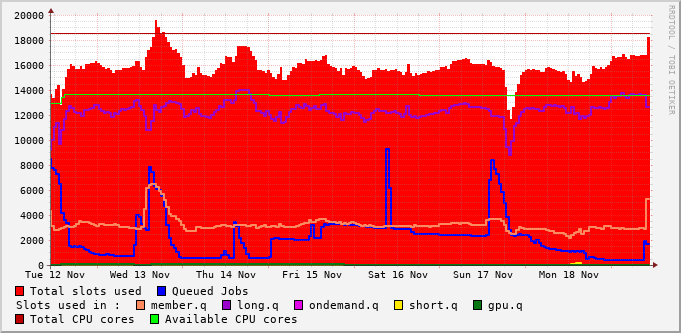 20000
18000
16000
14000
12000
10000
8000
6000
4000
2000
0
Tue 12 Nov Wed 13 Nov Thu 14 Nov Fri 15 Nov Sat 16 Nov Sun 17 Nov Mon 18 Nov
Total slots used Queued Jobs
Slots used in : member.q long.q ondemand.q short.q gpu.q
Total CPU cores Available CPU cores
RRDTOOL / TOBI OETIKER